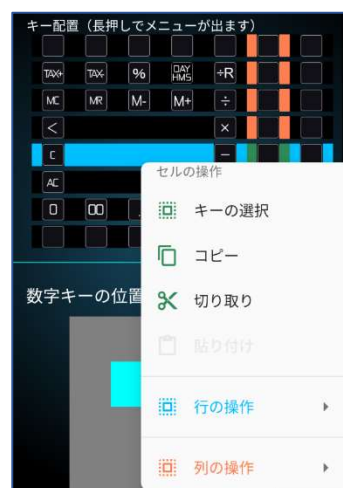 キー配置（長押しでメニューが出ます）
TAX+ TAX- % DAY HMS ÷R
MC MR M- M+ ÷
< ×
C −
AC
0 00 .
セルの操作
キーの選択
コピー
切り取り
貼り付け
行の操作
列の操作
数字キーの位置